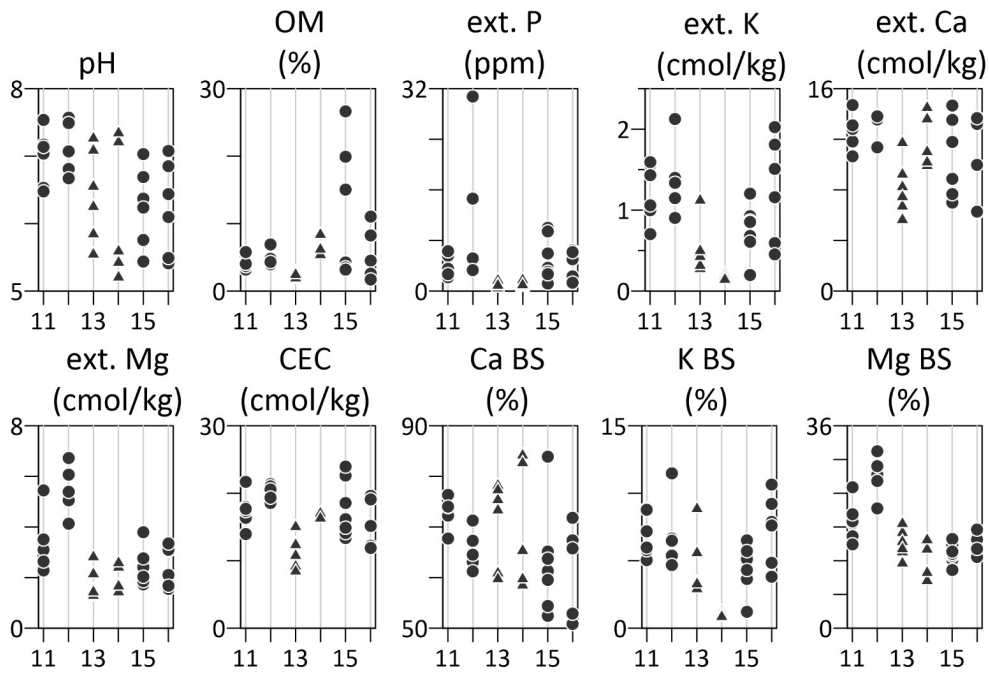 OM ext. P ext. K ext. Ca
pH (%) (ppm) (cmol/kg) (cmol/kg)
8 30 32 2 16
1
5 0 0 0 0
11 13 15 11 13 15 11 13 15 11 13 15 11 13 15
ext. Mg CEC Ca BS K BS Mg BS
(cmol/kg) (cmol/kg) (%) (%) (%)
8 30 90 15 36
0 0 50 0 0
11 13 15 11 13 15 11 13 15 11 13 15 11 13 15